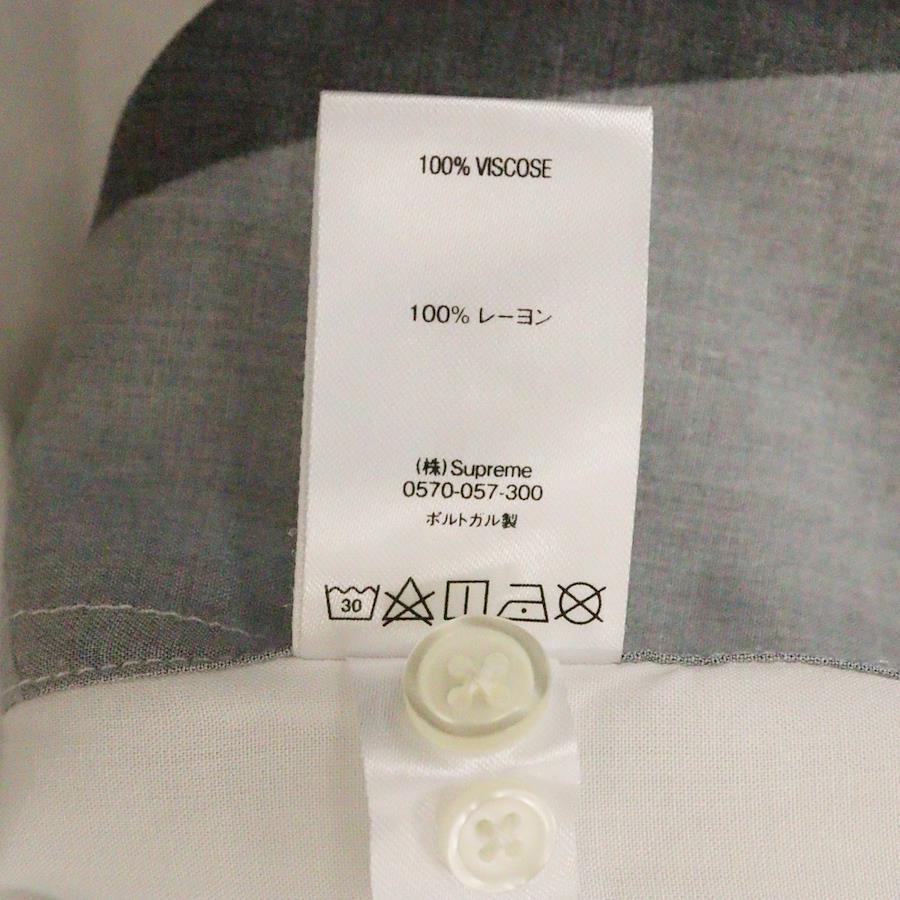 100% VISCOSE
100% レーヨン
(株)Supreme
0570-057-300
ポルトガル製
30